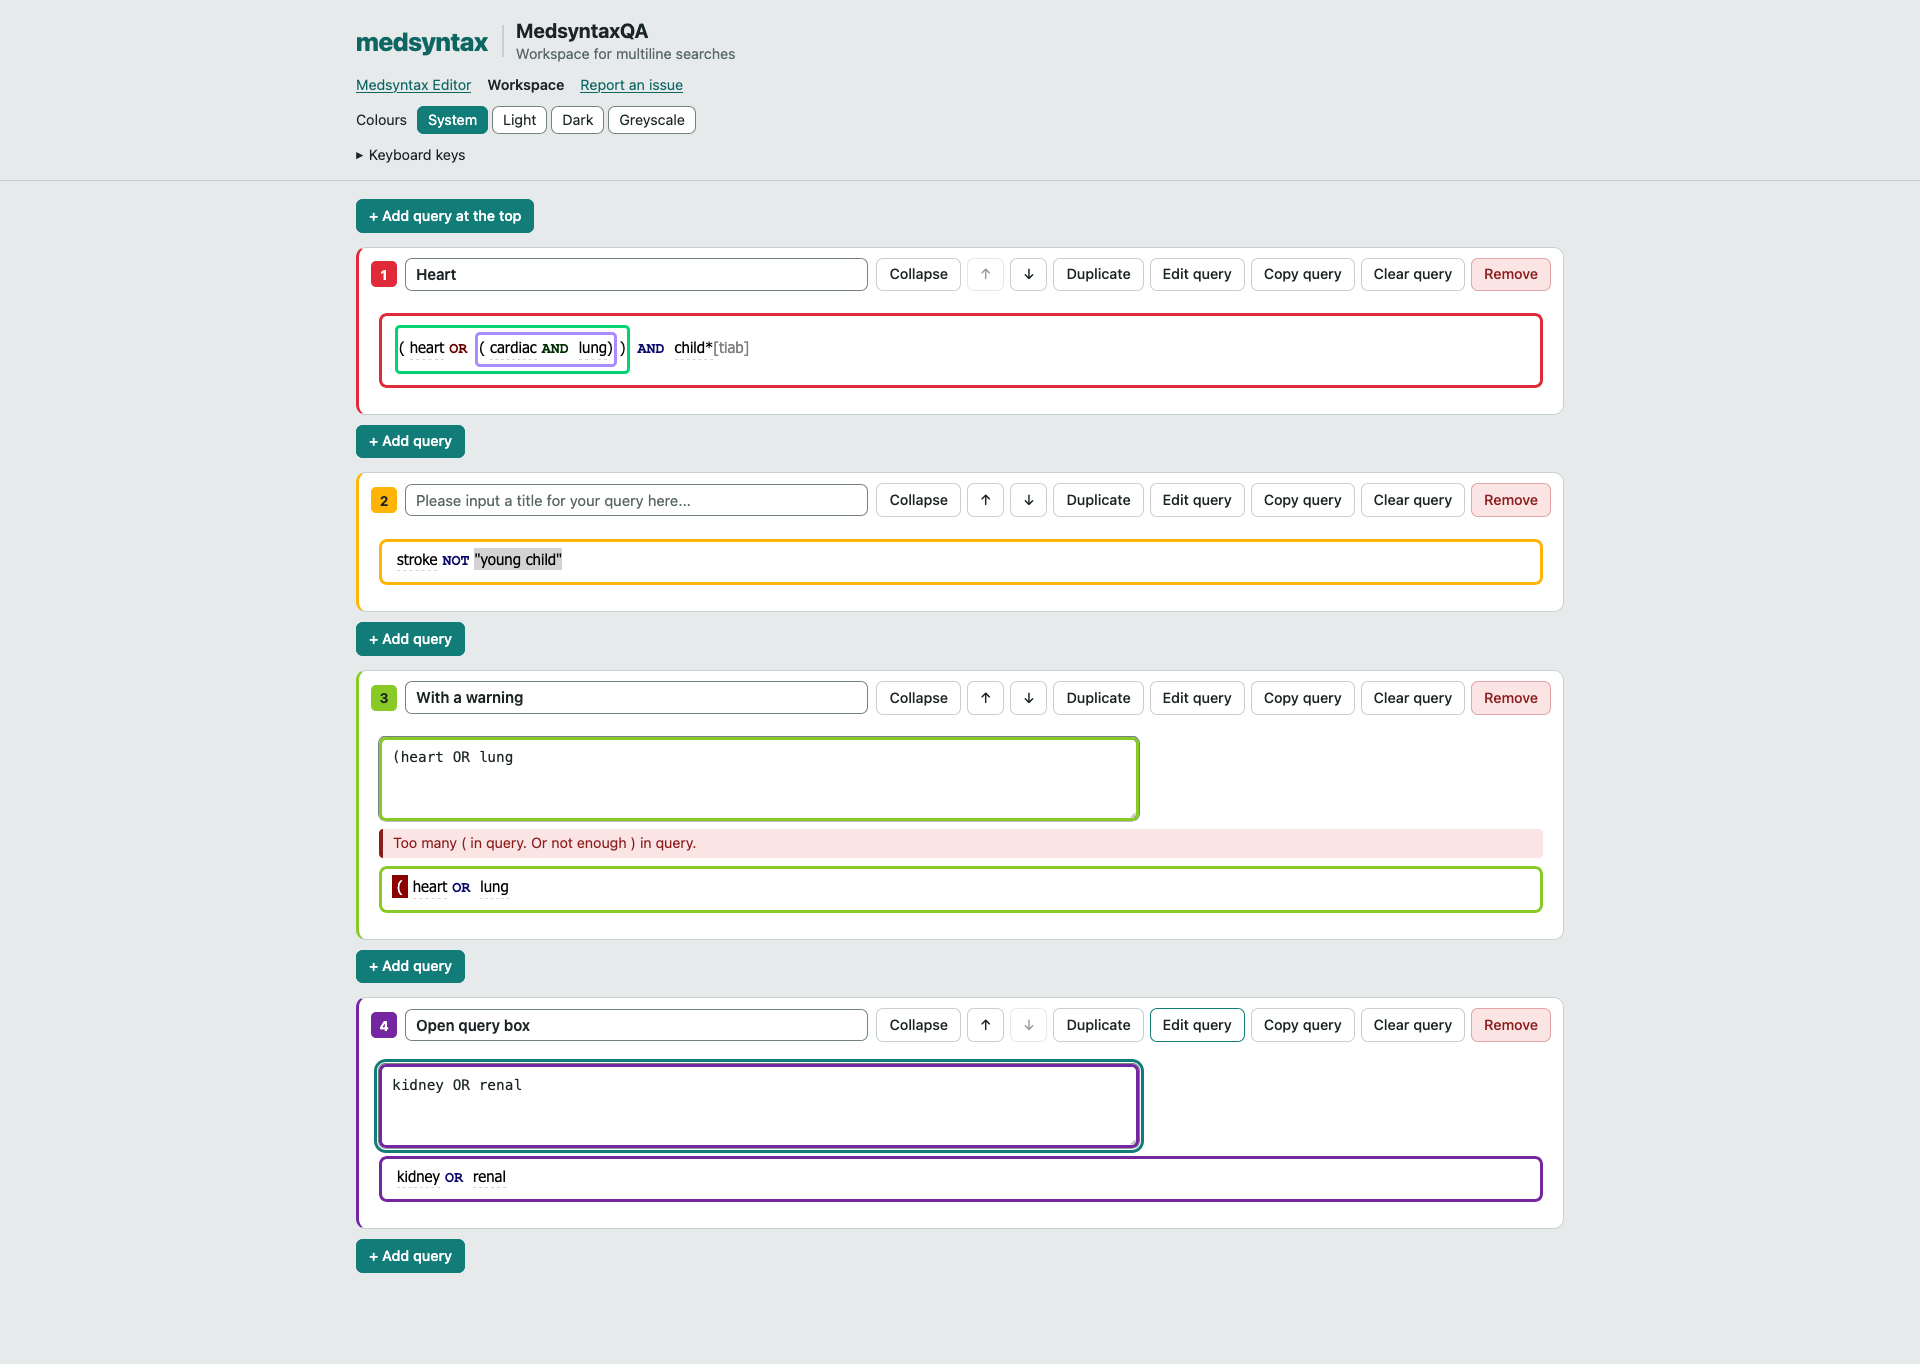 medsyntax
MedsyntaxQA
Workspace for multiline searches
Medsyntax Editor Workspace Report an issue
Colours System Light Dark Greyscale
▸ Keyboard keys
+ Add query at the top
1 Heart Collapse ↑ ↓ Duplicate Edit query Copy query Clear query Remove
( heart OR ( cardiac AND lung) ) AND child*[tiab]
+ Add query
2 Please input a title for your query here... Collapse ↑ ↓ Duplicate Edit query Copy query Clear query Remove
stroke NOT "young child"
+ Add query
3 With a warning Collapse ↑ ↓ Duplicate Edit query Copy query Clear query Remove
(heart OR lung
Too many ( in query. Or not enough ) in query.
( heart OR lung
+ Add query
4 Open query box Collapse ↑ ↓ Duplicate Edit query Copy query Clear query Remove
kidney OR renal
kidney OR renal
+ Add query